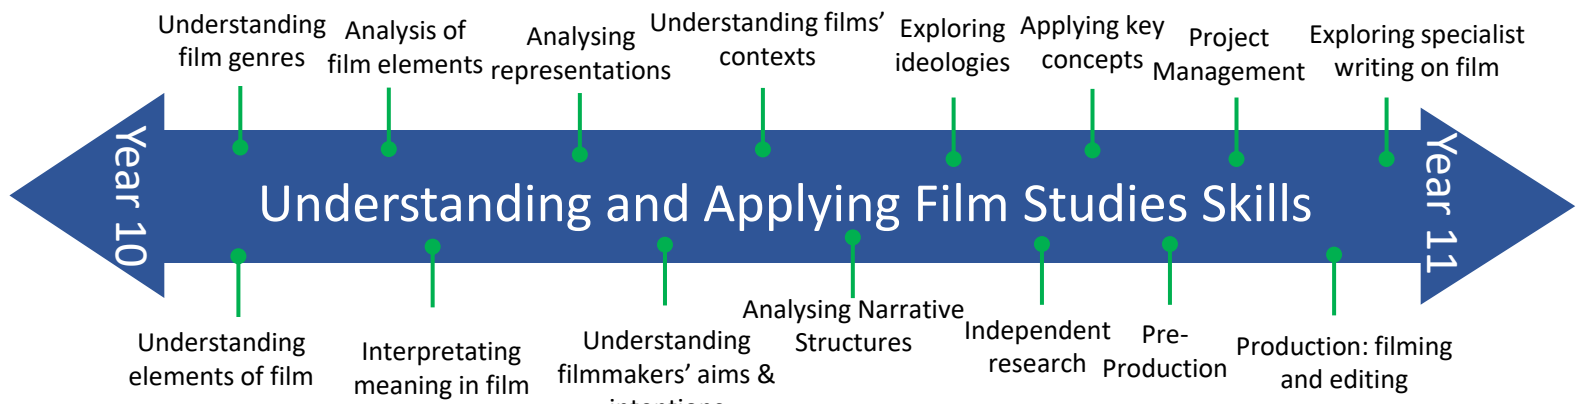 Understanding
film genres
Analysis of
film elements
Analysing
representations
Understanding films’
contexts
Exploring
ideologies
Applying key
concepts
Project
Management
Exploring specialist
writing on film
Year 10
Understanding and Applying Film Studies Skills
Year 11
Understanding
elements of film
Interpretating
meaning in film
Understanding
filmmakers’ aims &
Analysing Narrative
Structures
Independent
research
Pre-
Production
Production: filming
and editing